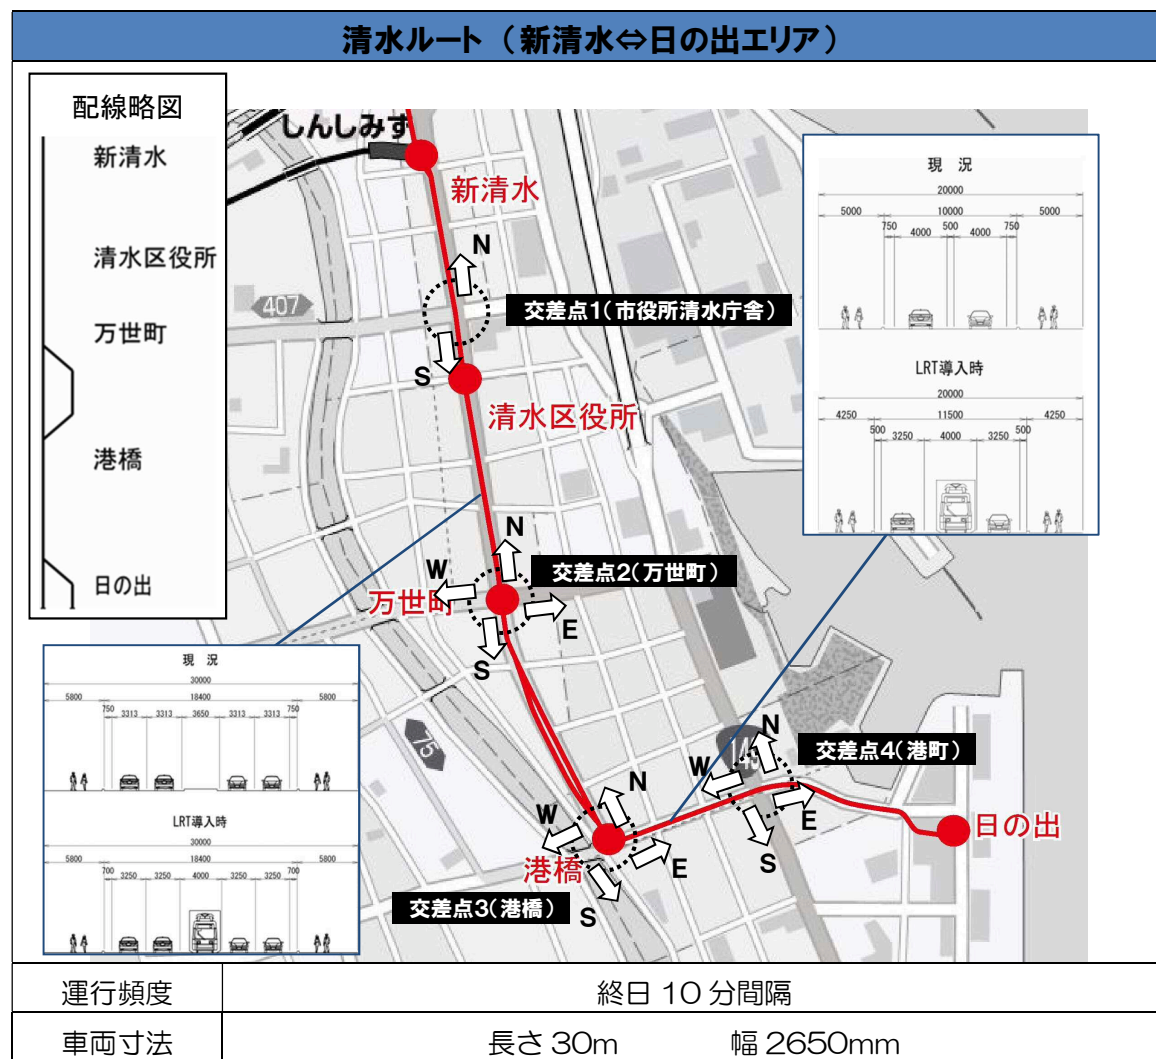 清水ルート（新清水⇔日の出エリア）
配線略図
新清水
清水区役所
万世町
港橋
日の出
しんしみず
新清水
N
407
交差点1(市役所清水庁舎)
S
清水区役所
N
W
交差点2(万世町)
万世町
E
S
75
149
N
W
交差点4(港町)
E
S
N
W
港橋
E
S
交差点3(港橋)
日の出
現況
20000
5000 10000 5000
750 4000 500 4000 750
LRT導入時
20000
4250 11500 4250
500 3250 4000 3250 500
現況
30000
5800 18400 5800
750 3313 3313 3650 3313 3313 750
LRT導入時
30000
5800 18400 5800
700 3250 3250 4000 3250 3250 700
運行頻度 終日 10 分間隔
車両寸法 長さ 30m 幅 2650mm